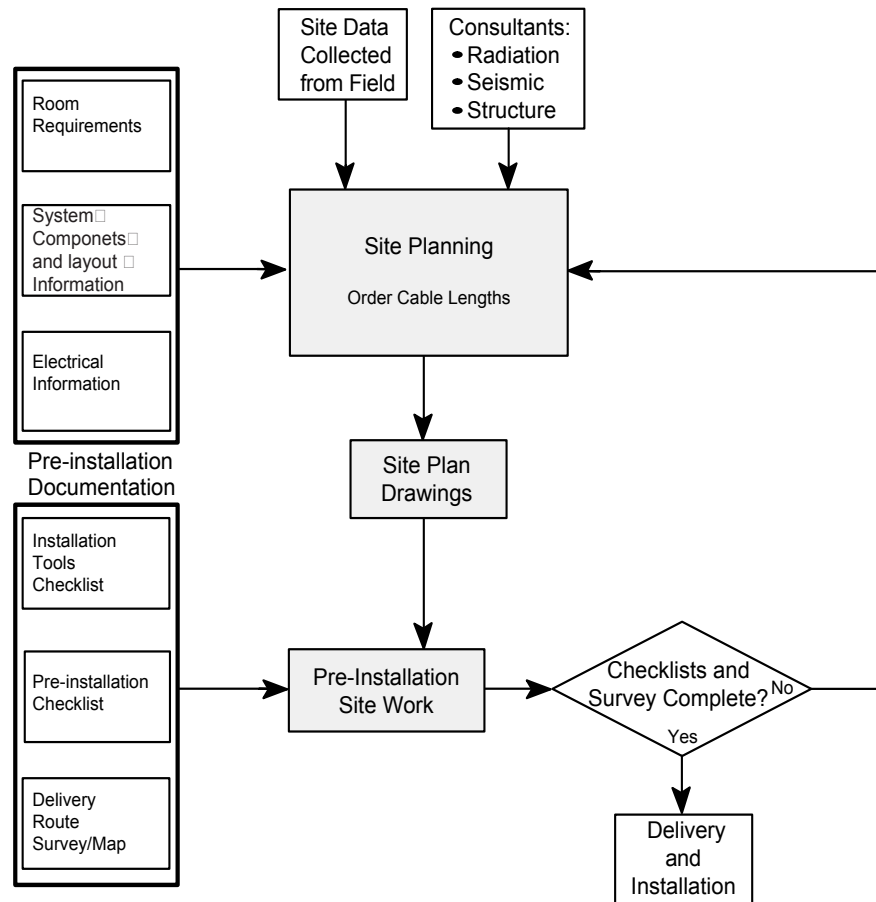 Site Data
Collected
from Field
Consultants:
• Radiation
• Seismic
• Structure
Room
Requirements
System□
Componets□
and layout □
Information
Electrical
Information
Pre-installation
Documentation
Site Planning
Order Cable Lengths
Site Plan
Drawings
Installation
Tools
Checklist
Pre-installation
Checklist
Delivery
Route
Survey/Map
Pre-Installation
Site Work
Checklists and
Survey Complete?
No
Yes
Delivery
and
Installation